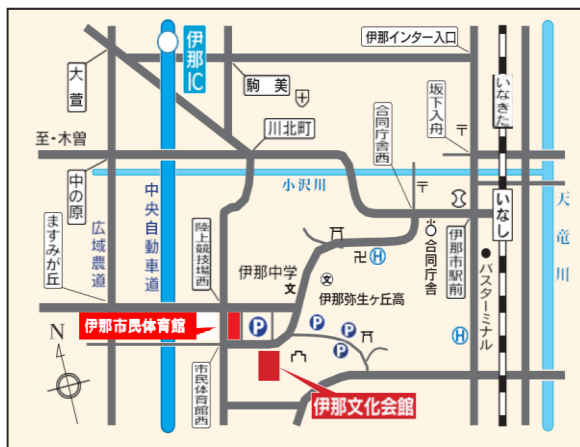 伊那インター入口
伊那IC
大萱
駒美
坂下入舟
いなきた
合同庁舎西
川北町
至・木曽
〒
中の原
小沢川
〒
いなし
天竜川
中央自動車道
広域農道
ますみが丘
陸上競技場西
伊那中学
文
卍
H
合同庁舎
伊那市駅前
バスターミナル
文
伊那弥生ケ丘高
N
伊那市民体育館
P
P
P
P
H
市民体育館西
伊那文化会館